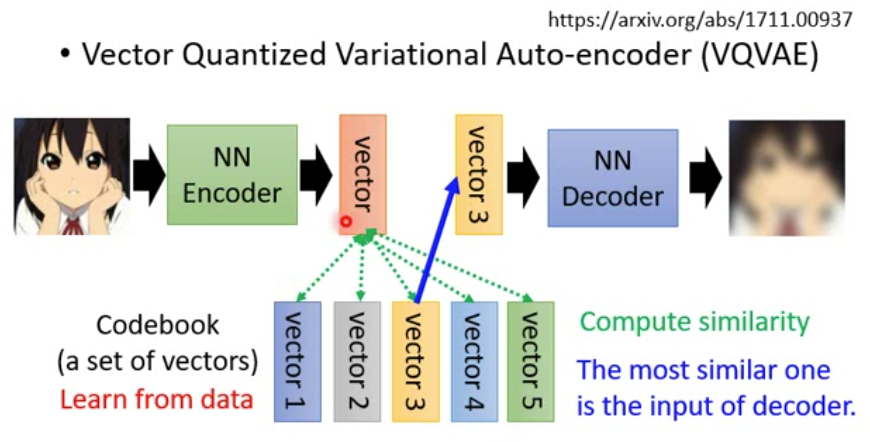 https://arxiv.org/abs/1711.00937
• Vector Quantized Variational Auto-encoder (VQVAE)
NN
Encoder
vector
vector 3
NN
Decoder
Codebook
(a set of vectors)
Learn from data
vector 1
vector 2
vector 3
vector 4
vector 5
Compute similarity
The most similar one
is the input of decoder.